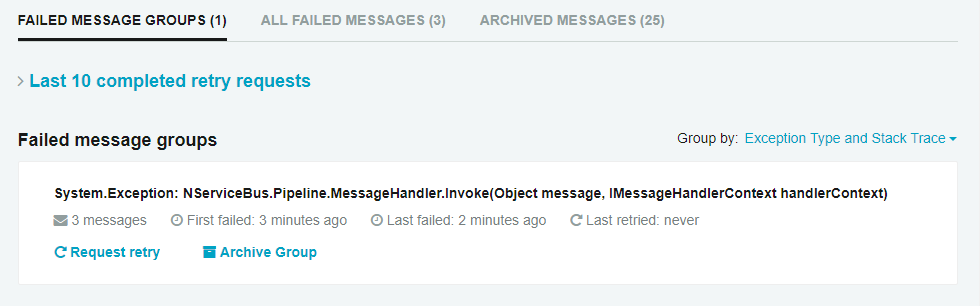 FAILED MESSAGE GROUPS (1) ALL FAILED MESSAGES (3) ARCHIVED MESSAGES (25)
Last 10 completed retry requests
Failed message groups Group by: Exception Type and Stack Trace
System.Exception: NServiceBus.Pipeline.MessageHandler.Invoke(Object message, IMessageHandlerContext handlerContext)
3 messages First failed: 3 minutes ago Last failed: 2 minutes ago Last retried: never
Request retry Archive Group